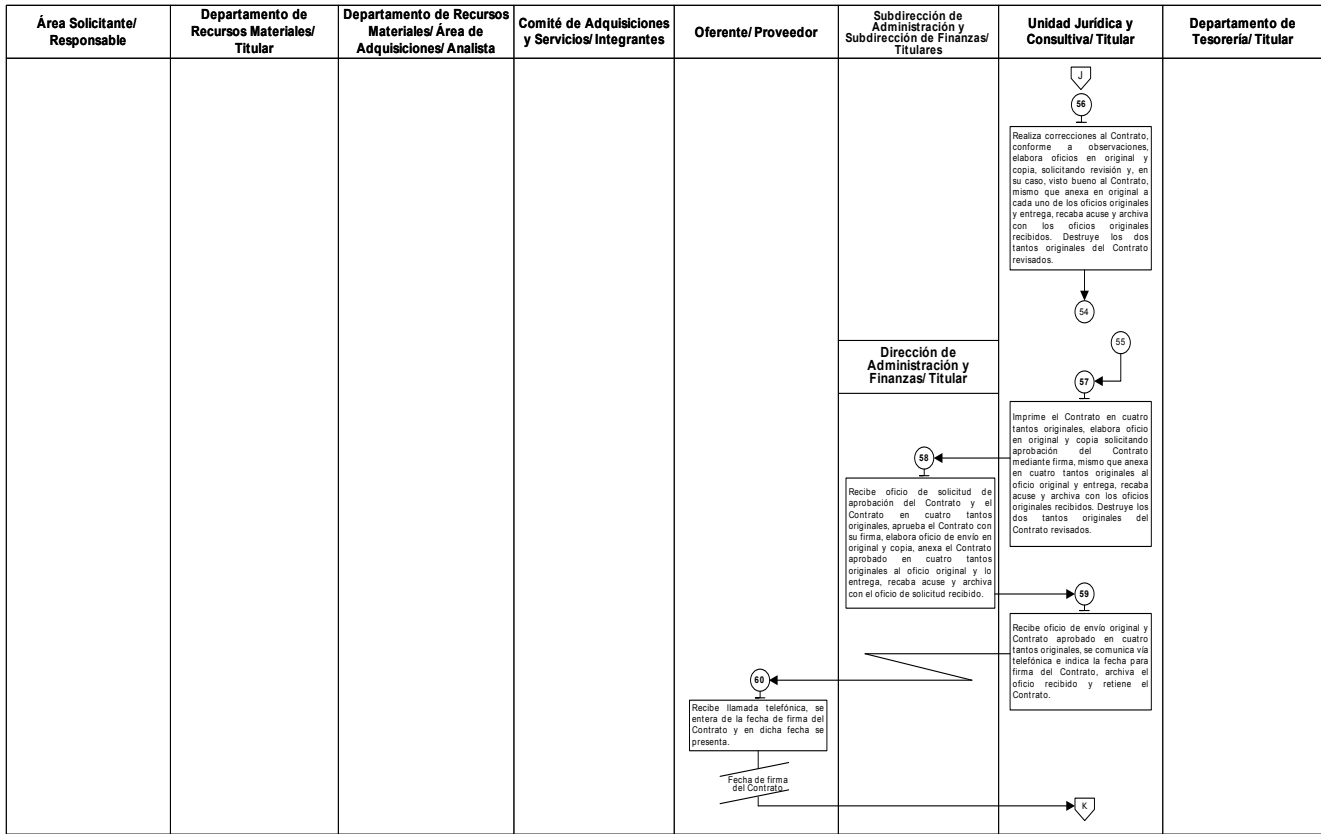 Área Solicitante/
Responsable
Departamento de
Recursos Materiales/
Titular
Departamento de Recursos
Materiales/ Área de
Adquisiciones/ Analista
Comité de Adquisiciones
y Servicios/ Integrantes
Oferente/ Proveedor
Subdirección de
Administración y
Subdirección de Finanzas/
Titulares
Unidad Jurídica y
Consultiva/ Titular
Departamento de
Tesorería/ Titular
J
56
Realiza correcciones al Contrato,
conforme a observaciones,
elabora oficios en original y
copia, solicitando revisión y, en
su caso, visto bueno al Contrato,
mismo que anexa en original a
cada uno de los oficios originales
y entrega, recaba acuse y archiva
con los oficios originales
recibidos. Destruye los dos
tantos originales del Contrato
revisados.
54
55
Dirección de
Administración y
Finanzas/ Titular
57
Imprime el Contrato en cuatro
tantos originales, elabora oficio
en original y copia solicitando
aprobación del Contrato
mediante firma, mismo que anexa
en cuatro tantos originales al
oficio original y entrega, recaba
acuse y archiva con los oficios
originales recibidos. Destruye los
dos tantos originales del
Contrato revisados.
58
Recibe oficio de solicitud de
aprobación del Contrato y el
Contrato en cuatro tantos
originales, aprueba el Contrato con
su firma, elabora oficio de envío en
original y copia, anexa el Contrato
aprobado en cuatro tantos
originales al oficio original y lo
entrega, recaba acuse y archiva
con el oficio de solicitud recibido.
59
Recibe oficio de envío original y
Contrato aprobado en cuatro
tantos originales, se comunica vía
telefónica e indica la fecha para
firma del Contrato, archiva el
oficio recibido y retiene el
Contrato.
60
Recibe llamada telefónica, se
entera de la fecha de firma del
Contrato y en dicha fecha se
presenta.
Fecha de firma
del Contrato
K